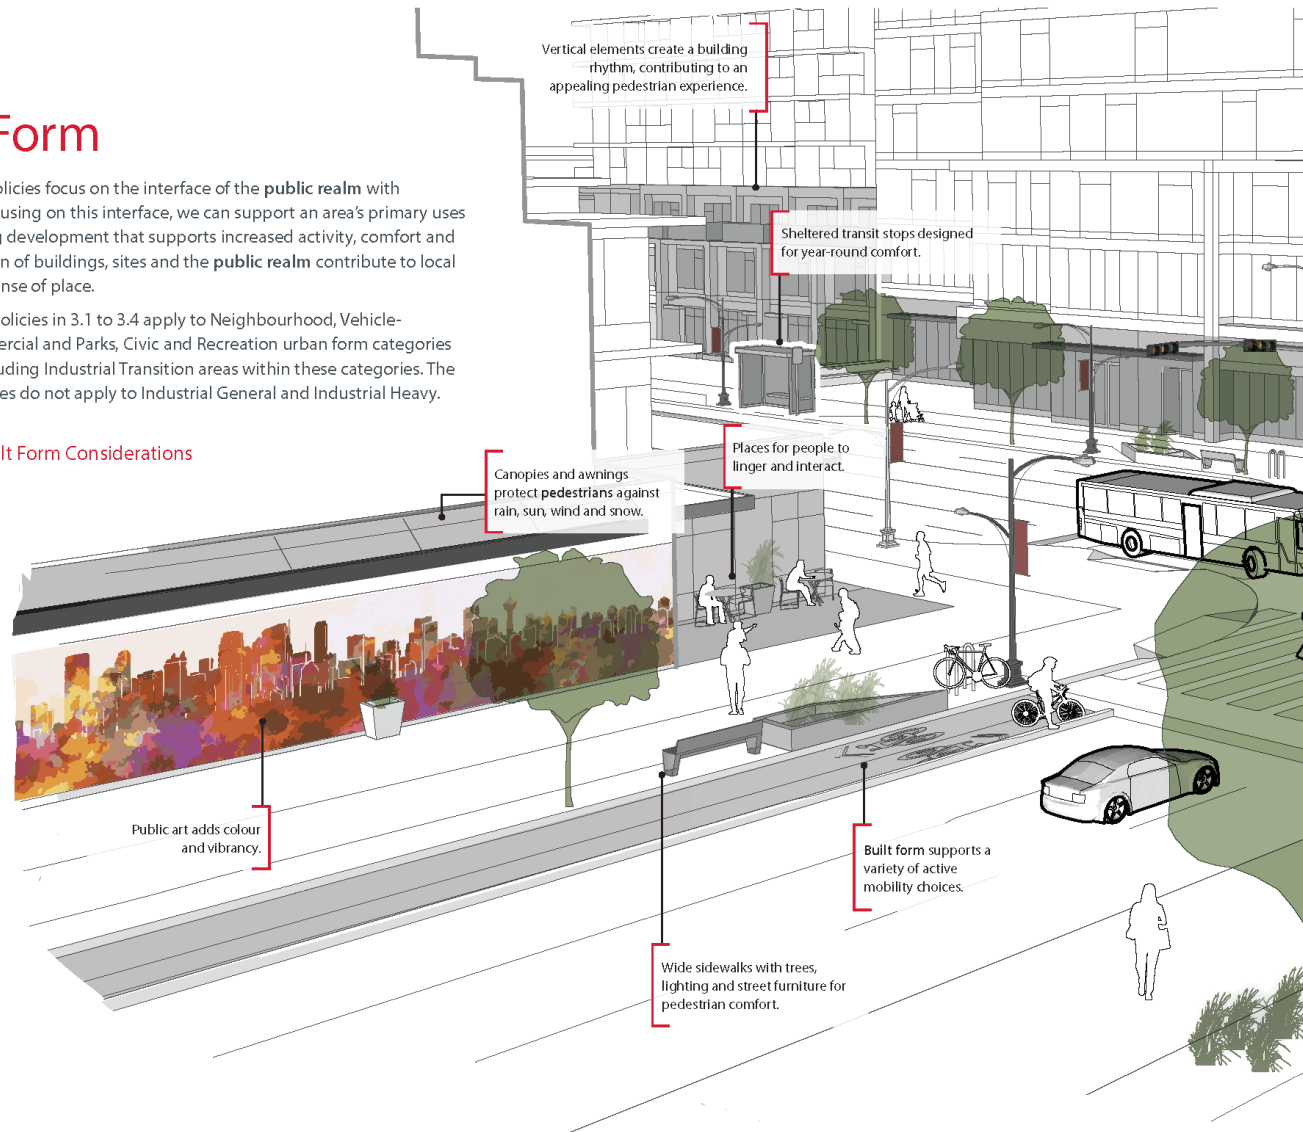 Form
olicies focus on the interface of the public realm with
using on this interface, we can support an area's primary uses
g development that supports increased activity, comfort and
n of buildings, sites and the public realm contribute to local
nse of place.
olicies in 3.1 to 3.4 apply to Neighbourhood, Vehicle-
ercial and Parks, Civic and Recreation urban form categories
uding Industrial Transition areas within these categories. The
es do not apply to Industrial General and Industrial Heavy.
lt Form Considerations
Vertical elements create a building
rhythm, contributing to an
appealing pedestrian experience.
Sheltered transit stops designed
for year-round comfort.
Places for people to
linger and interact.
Canopies and awnings
protect pedestrians against
rain, sun, wind and snow.
Public art adds colour
and vibrancy.
Built form supports a
variety of active
mobility choices.
Wide sidewalks with trees,
lighting and street furniture for
pedestrian comfort.